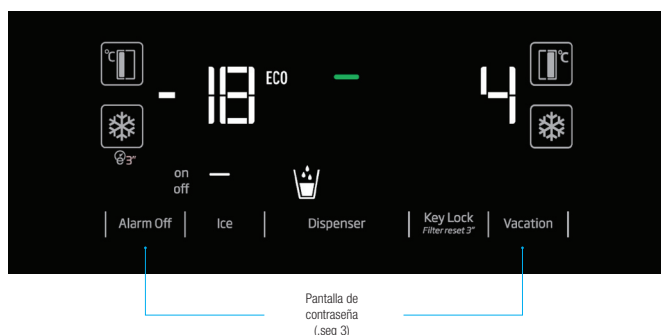 °C
°C
- 18
ECO
4
3"
on
off
Alarm Off
Ice
Dispenser
Key Lock
Filter reset 3"
Vacation
Pantalla de
contraseña
(.seg 3)